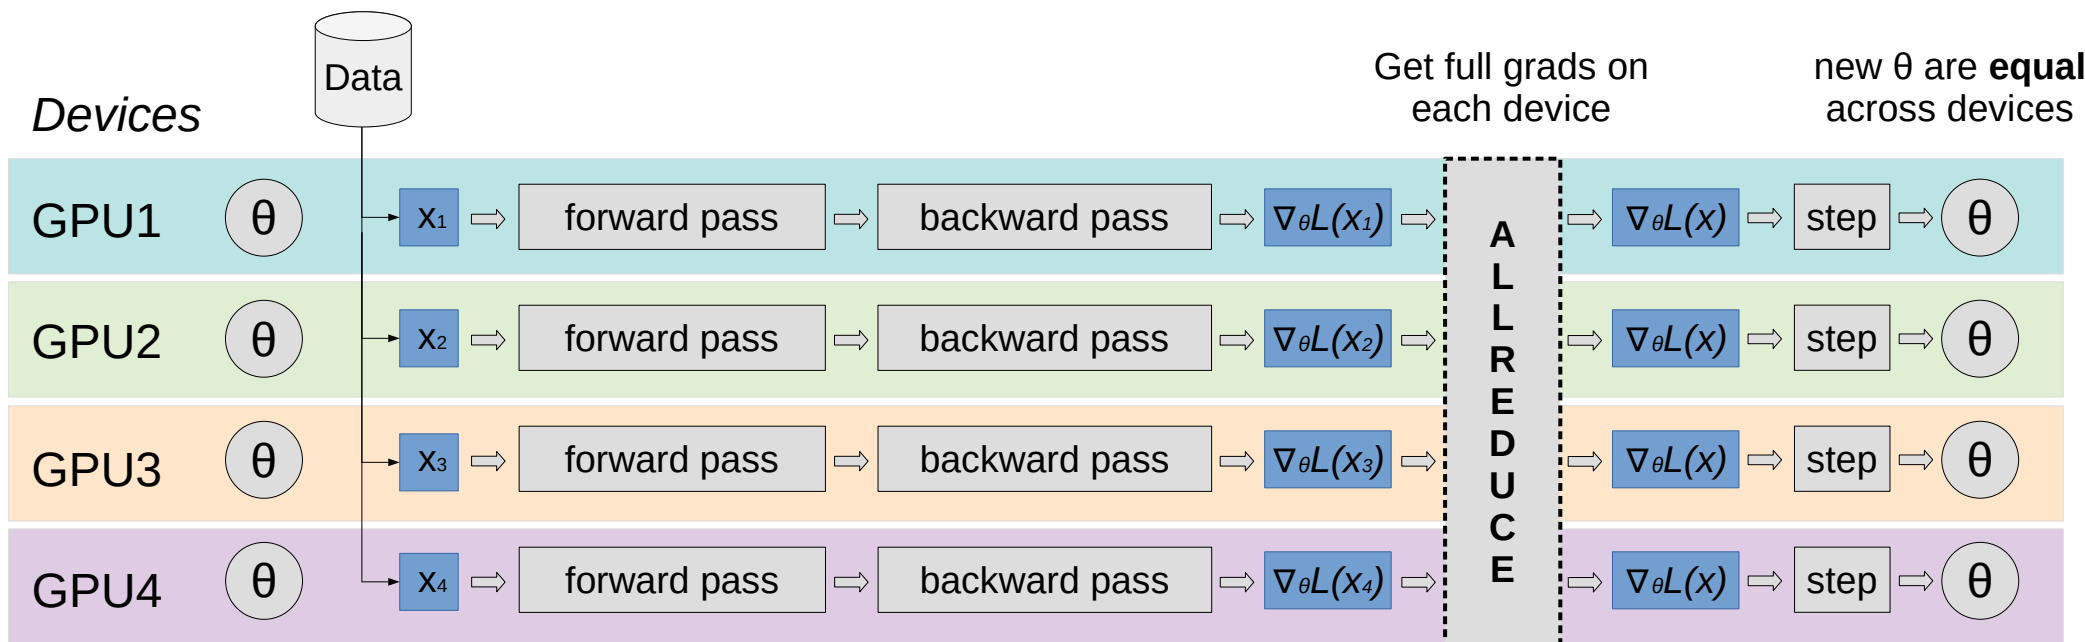 Data
Get full grads on
each device
new θ are equal
across devices
Devices
GPU1 θ x₁ forward pass backward pass ∇θL(x₁) ∇θL(x) step θ
GPU2 θ x₂ forward pass backward pass ∇θL(x₂) ∇θL(x) step θ
GPU3 θ x₃ forward pass backward pass ∇θL(x₃) ∇θL(x) step θ
GPU4 θ x₄ forward pass backward pass ∇θL(x₄) ∇θL(x) step θ
ALLREDUCE